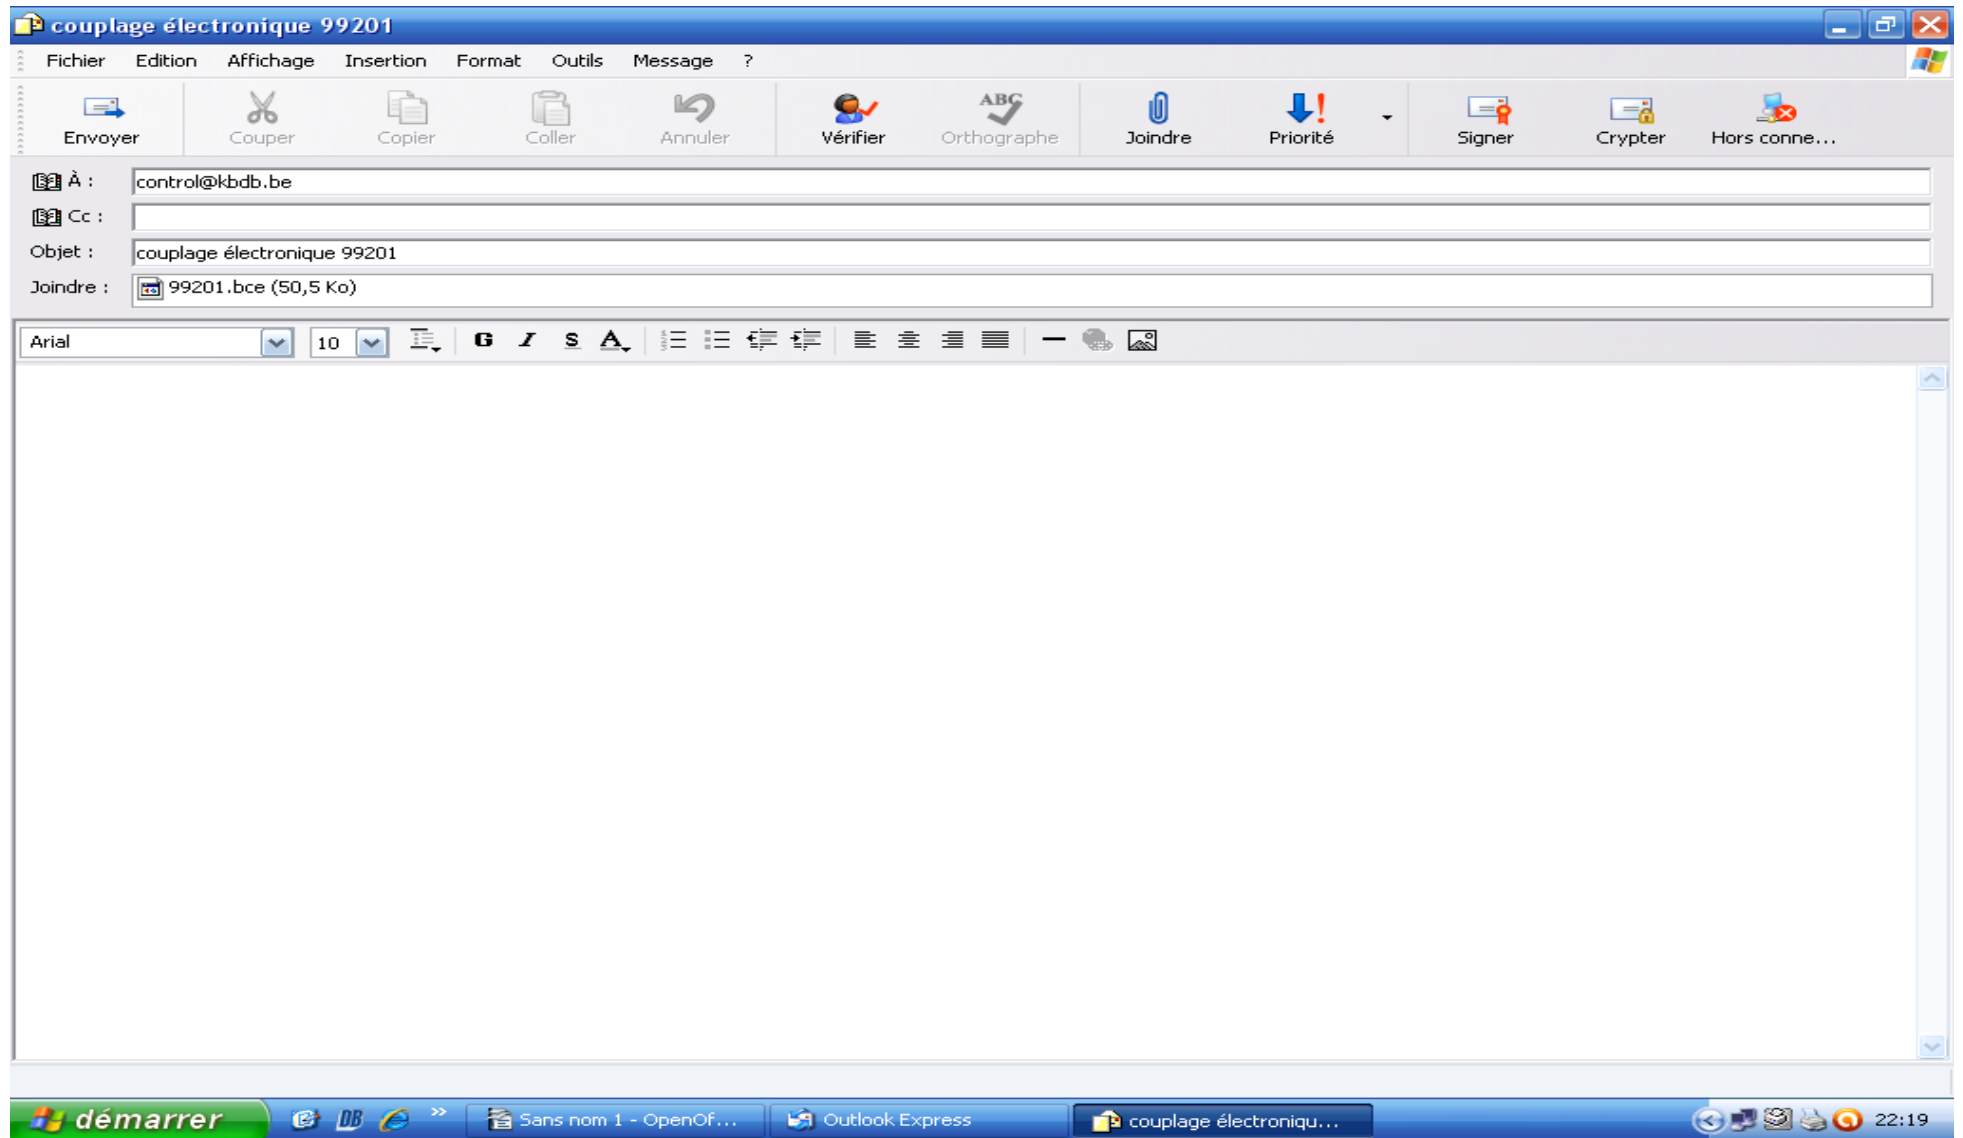 couplage électronique 99201
Fichier Edition Affichage Insertion Format Outils Message ?
Envoyer Couper Copier Coller Annuler Vérifier Orthographe Joindre Priorité Signer Crypter Hors conne...
À : control@kbdb.be
Cc :
Objet : couplage électronique 99201
Joindre : 99201.bce (50,5 Ko)
Arial 10 G I S A
démarrer DB » Sans nom 1 - OpenOf... Outlook Express couplage électroniqu... 22:19